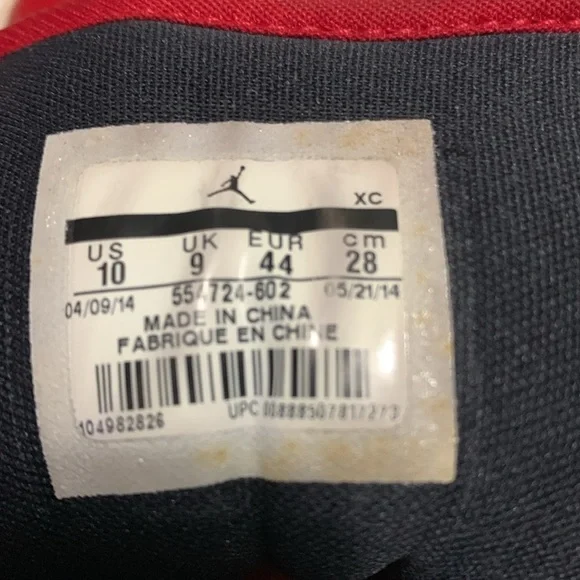 XC
US UK EUR cm
10 9 44 28
04/09/14 554724-602 05/21/14
MADE IN CHINA
FABRIQUE EN CHINE
104982826 UPC